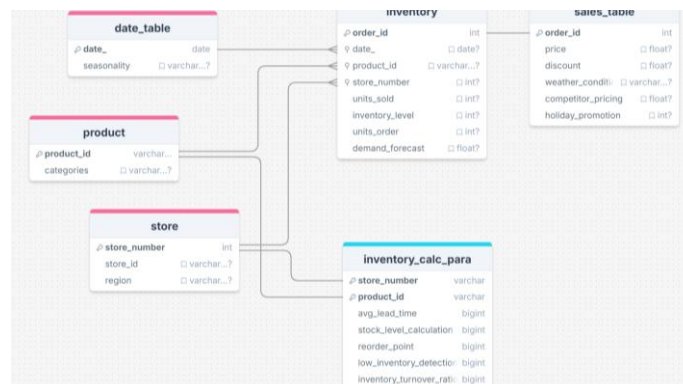 date_table
date_ date
seasonality varchar...?
product
product_id varchar...
categories varchar...?
store
store_number int
store_id varchar...?
region varchar...?
inventory
order_id int
date_ date?
product_id varchar...?
store_number int?
units_sold int?
inventory_level int?
units_order int?
demand_forecast float?
sales_table
order_id int
price float?
discount float?
weather_conditi varchar...?
competitor_pricing float?
holiday_promotion int?
inventory_calc_para
store_number varchar
product_id varchar
avg_lead_time bigint
stock_level_calculation bigint
reorder_point bigint
low_inventory_detectio bigint
inventory_turnover_rati bigint